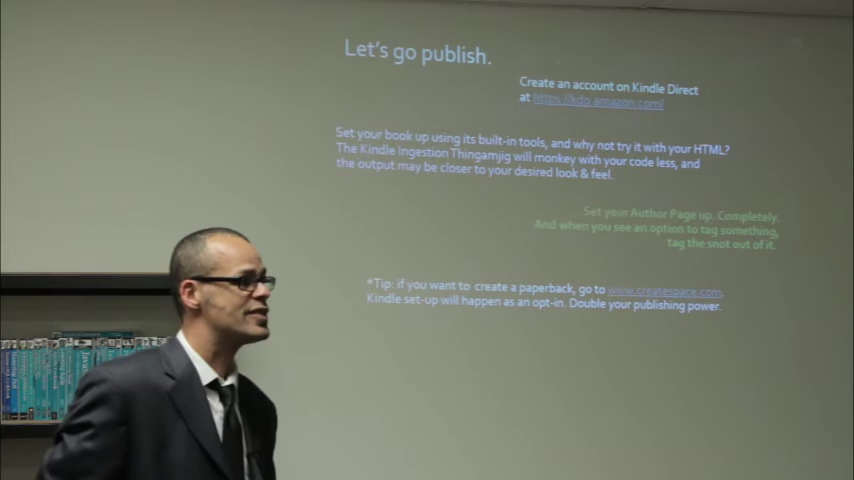 Let's go publish.
Create an account on Kindle Direct
at https://kdp.amazon.com/
Set your book up using its built-in tools, and why not try it with your HTML?
The Kindle Ingestion Thingamjig will monkey with your code less, and
the output may be closer to your desired look & feel.
Set your Author Page up. Completely.
And when you see an option to tag something,
tag the snot out of it.
*Tip: if you want to create a paperback, go to www.createspace.com.
Kindle set-up will happen as an opt-in. Double your publishing power.